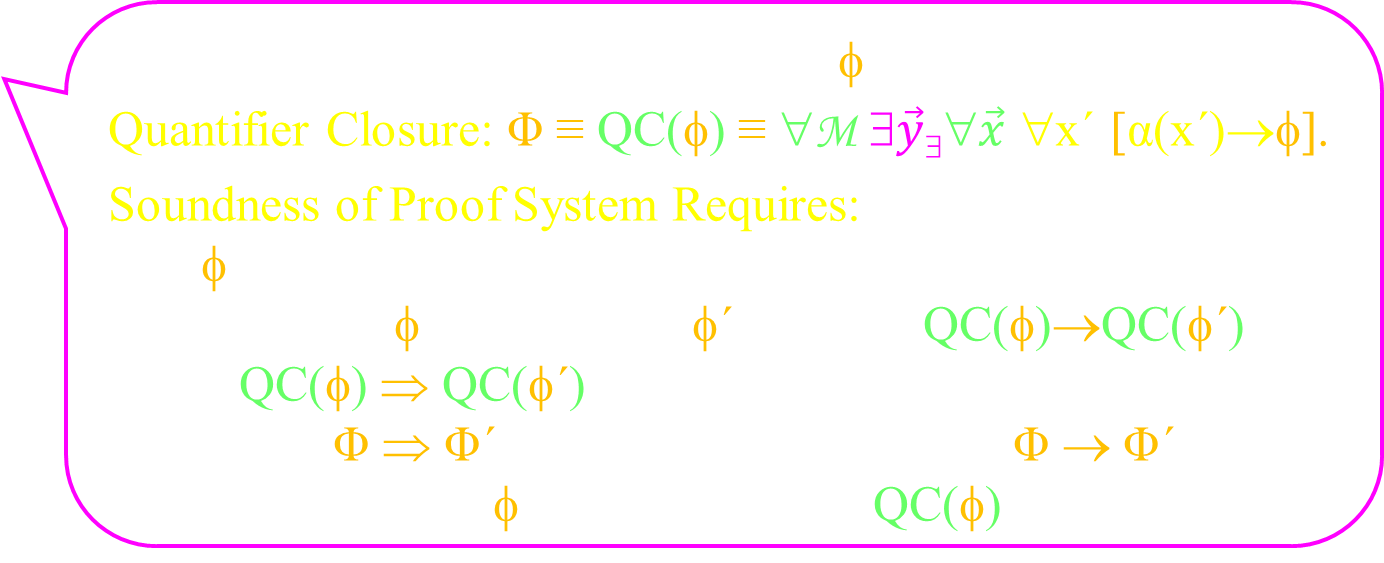 ϕ
Quantifier Closure: Φ ≡ QC(ϕ) ≡ ∀ℳ ∃y⃗∃∀x⃗ ∀x´ [α(x´)→ϕ].
Soundness of Proof System Requires:
ϕ
ϕ ϕ´ QC(ϕ)→QC(ϕ´)
QC(ϕ) ⇒ QC(ϕ´)
Φ ⇒ Φ´ Φ → Φ´
ϕ QC(ϕ)